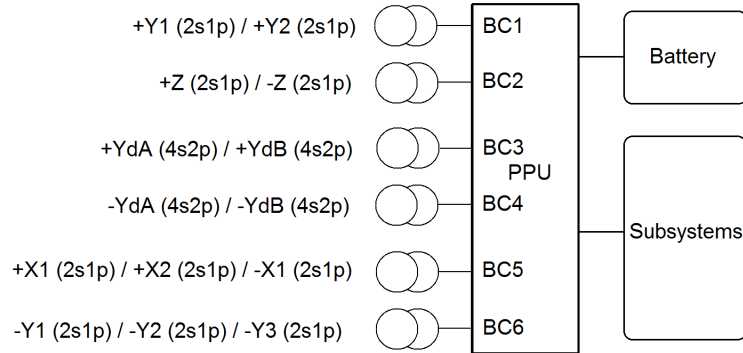 +Y1 (2s1p) / +Y2 (2s1p) BC1
Battery
+Z (2s1p) / -Z (2s1p) BC2
+YdA (4s2p) / +YdB (4s2p) BC3
PPU
-YdA (4s2p) / -YdB (4s2p) BC4
Subsystems
+X1 (2s1p) / +X2 (2s1p) / -X1 (2s1p) BC5
-Y1 (2s1p) / -Y2 (2s1p) / -Y3 (2s1p) BC6